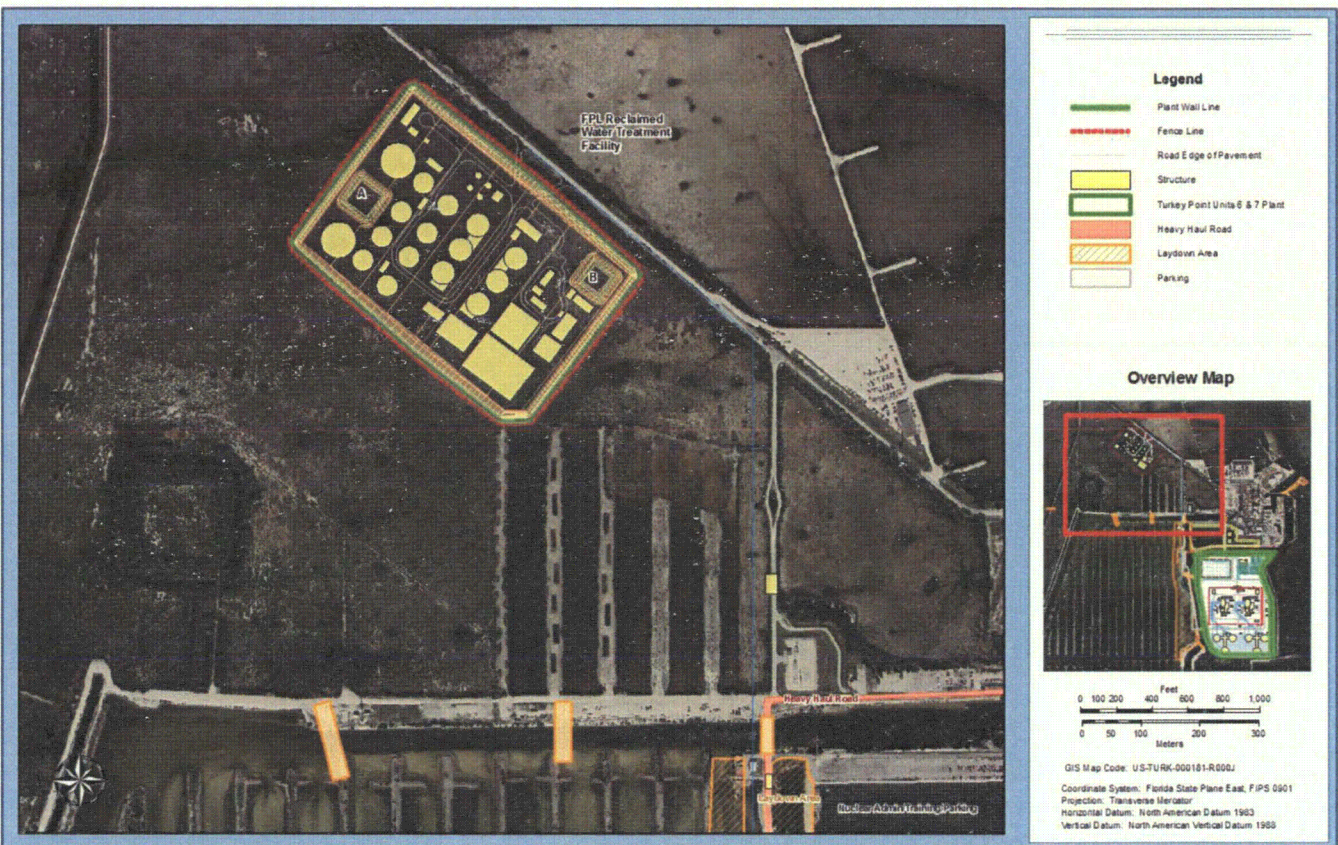 FPL Reclaimed
Water Treatment
Facility
A
B
Heavy Haul Road
Laydown Area
Nuclear Admin/Training Parking
Legend
Plant Wall Line
Fence Line
Road Edge of Pavement
Structure
Turkey Point Units 6 & 7 Plant
Heavy Haul Road
Laydown Area
Parking
Overview Map
Feet
0 100 200 400 600 800 1,000
0 50 100 200 300
Meters
GIS Map Code: US-TURK-000181-R000J
Coordinate System: Florida State Plane East, FIPS 0901
Projection: Transverse Mercator
Horizontal Datum: North American Datum 1983
Vertical Datum: North American Vertical Datum 1988